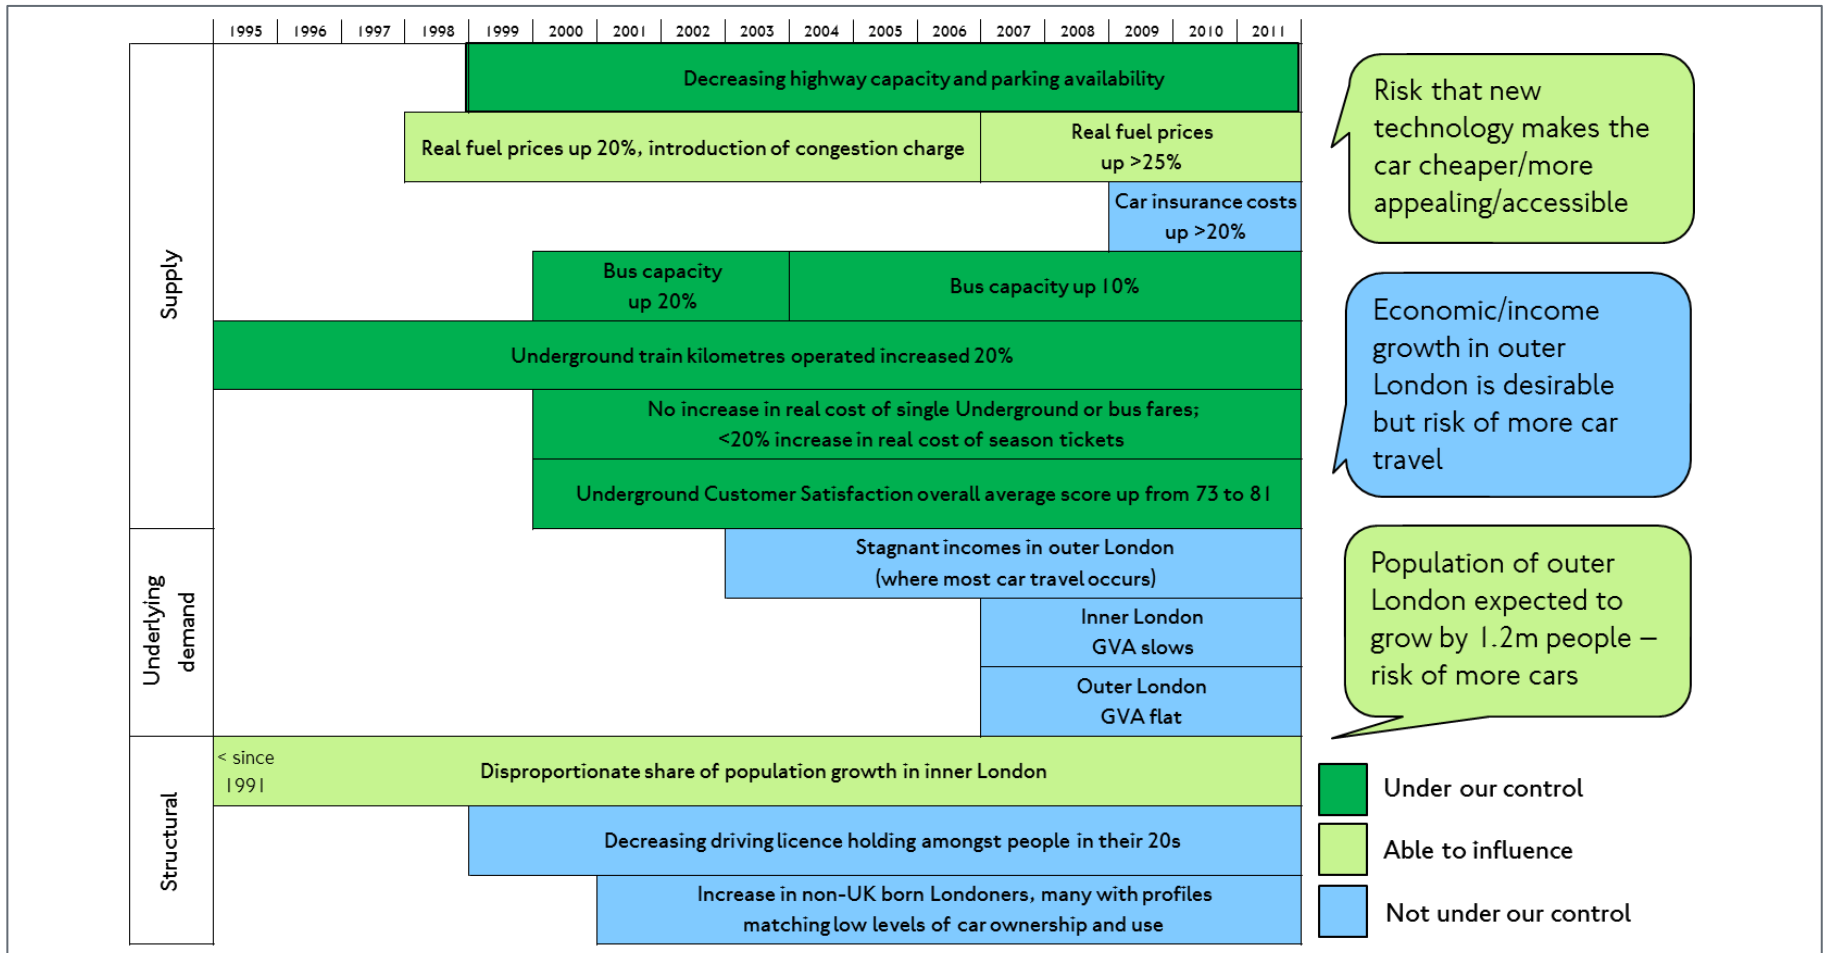 1995 1996 1997 1998 1999 2000 2001 2002 2003 2004 2005 2006 2007 2008 2009 2010 2011
Supply
Decreasing highway capacity and parking availability
Real fuel prices up 20%, introduction of congestion charge
Real fuel prices
up >25%
Car insurance costs
up >20%
Bus capacity
up 20%
Bus capacity up 10%
Underground train kilometres operated increased 20%
No increase in real cost of single Underground or bus fares;
<20% increase in real cost of season tickets
Underground Customer Satisfaction overall average score up from 73 to 81
Underlying
demand
Stagnant incomes in outer London
(where most car travel occurs)
Inner London
GVA slows
Outer London
GVA flat
Structural
< since
1991
Disproportionate share of population growth in inner London
Decreasing driving licence holding amongst people in their 20s
Increase in non-UK born Londoners, many with profiles
matching low levels of car ownership and use
Risk that new
technology makes the
car cheaper/more
appealing/accessible
Economic/income
growth in outer
London is desirable
but risk of more car
travel
Population of outer
London expected to
grow by 1.2m people –
risk of more cars
Under our control
Able to influence
Not under our control